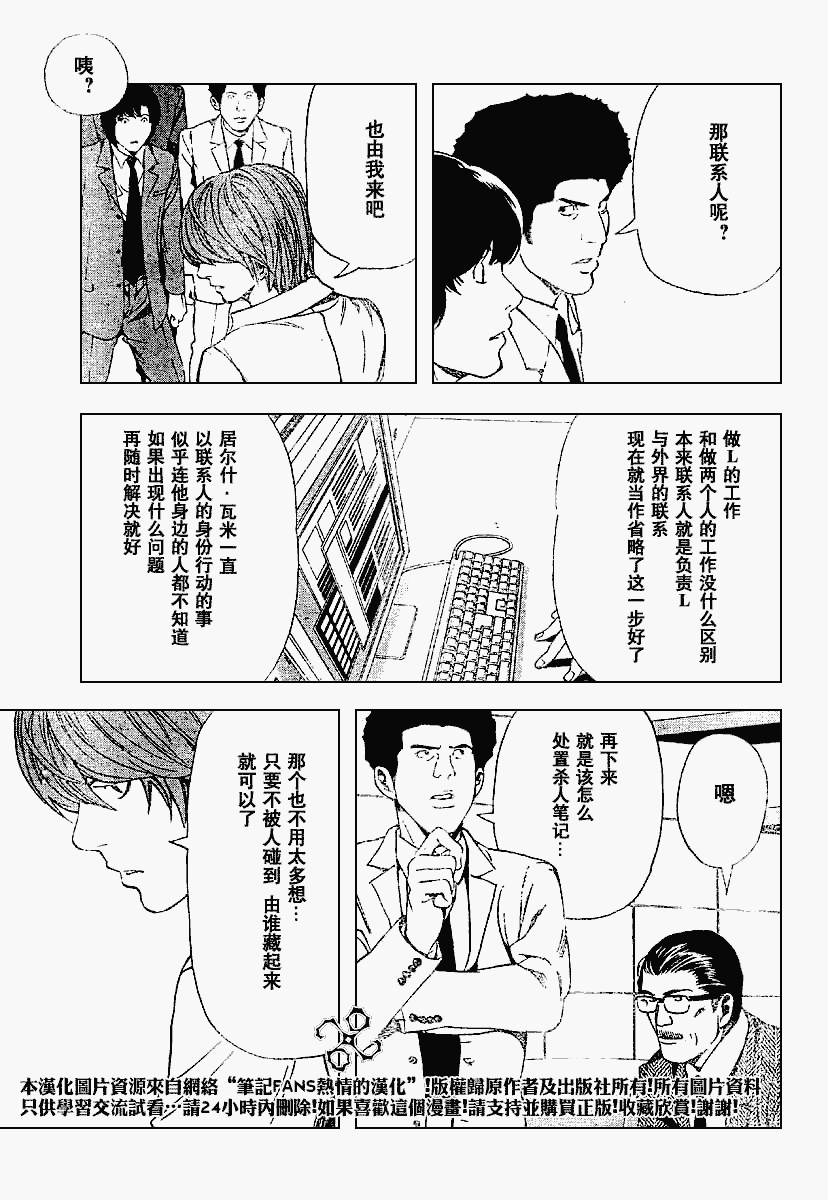 那联系人呢?
也由我来吧
咦?
做L的工作
和做两个人的工作没什么区别
本来联系人就是负责L
与外界的联系
现在就当作省略了这一步好了
居尔什·瓦米一直
以联系人的身份行动的事
似乎连他身边的人都不知道
如果出现什么问题
再随时解决就好
嗯
再下来
就是该怎么
处置杀人笔记…
那个也不用太多想…
只要不被人碰到 由谁藏起来
就可以了
本漢化圖片資源來自網絡“筆記FANS熱情的漢化”!版權歸原作者及出版社所有!所有圖片資料
只供學習交流試看…請24小時內刪除!如果喜歡這個漫畫!請支持並購買正版!收藏欣賞!謝謝!